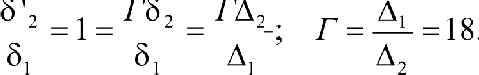 δ'₂/δ₁ = 1 = Γδ₂/δ₁ = ΓΔ₂/Δ₁; Γ = Δ₁/Δ₂ = 18.